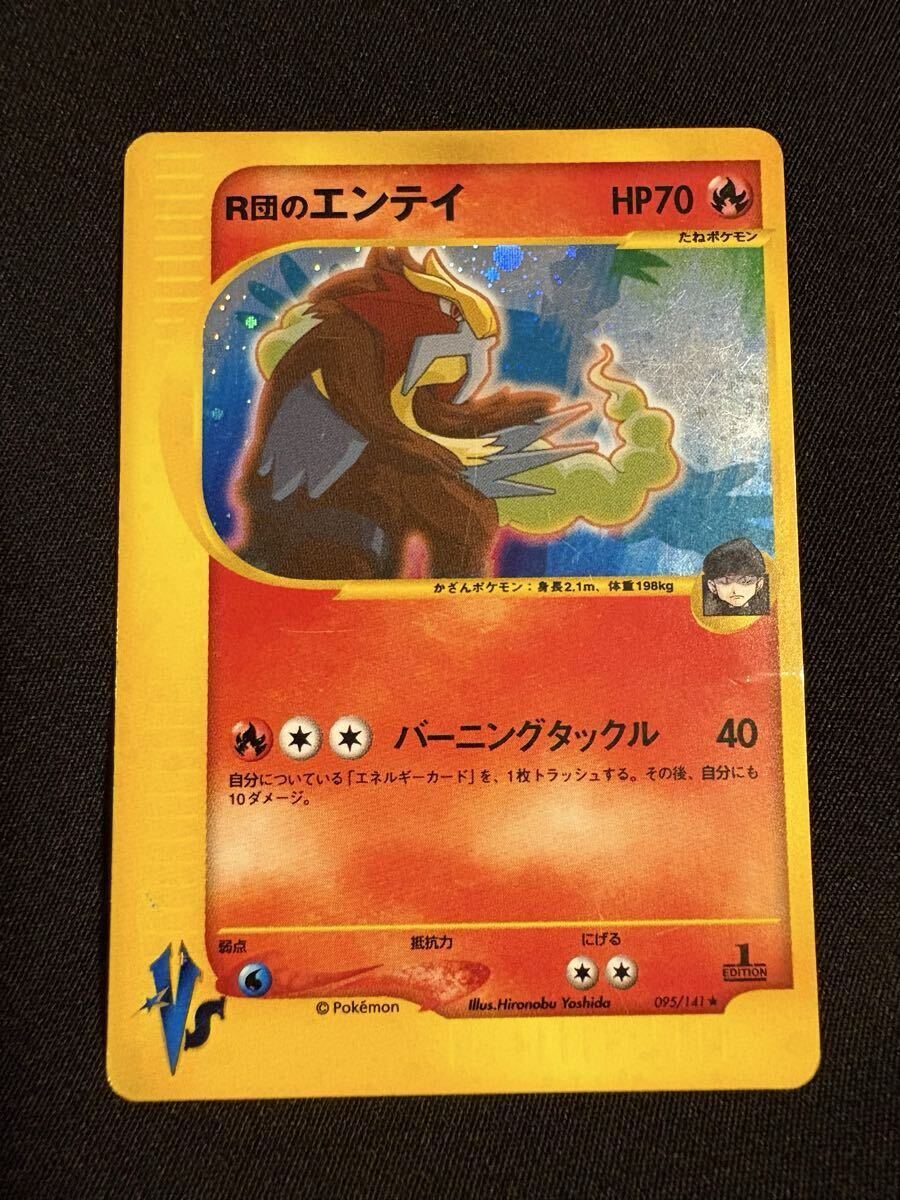 R団のエンテイ HP70
たねポケモン
かざんポケモン：身長2.1m、体重198kg
バーニングタックル 40
自分についている「エネルギーカード」を、1枚トラッシュする。その後、自分にも
10ダメージ。
弱点 抵抗力 にげる
1
EDITION
VS
©Pokémon Illus.Hironobu Yoshida 095/141★